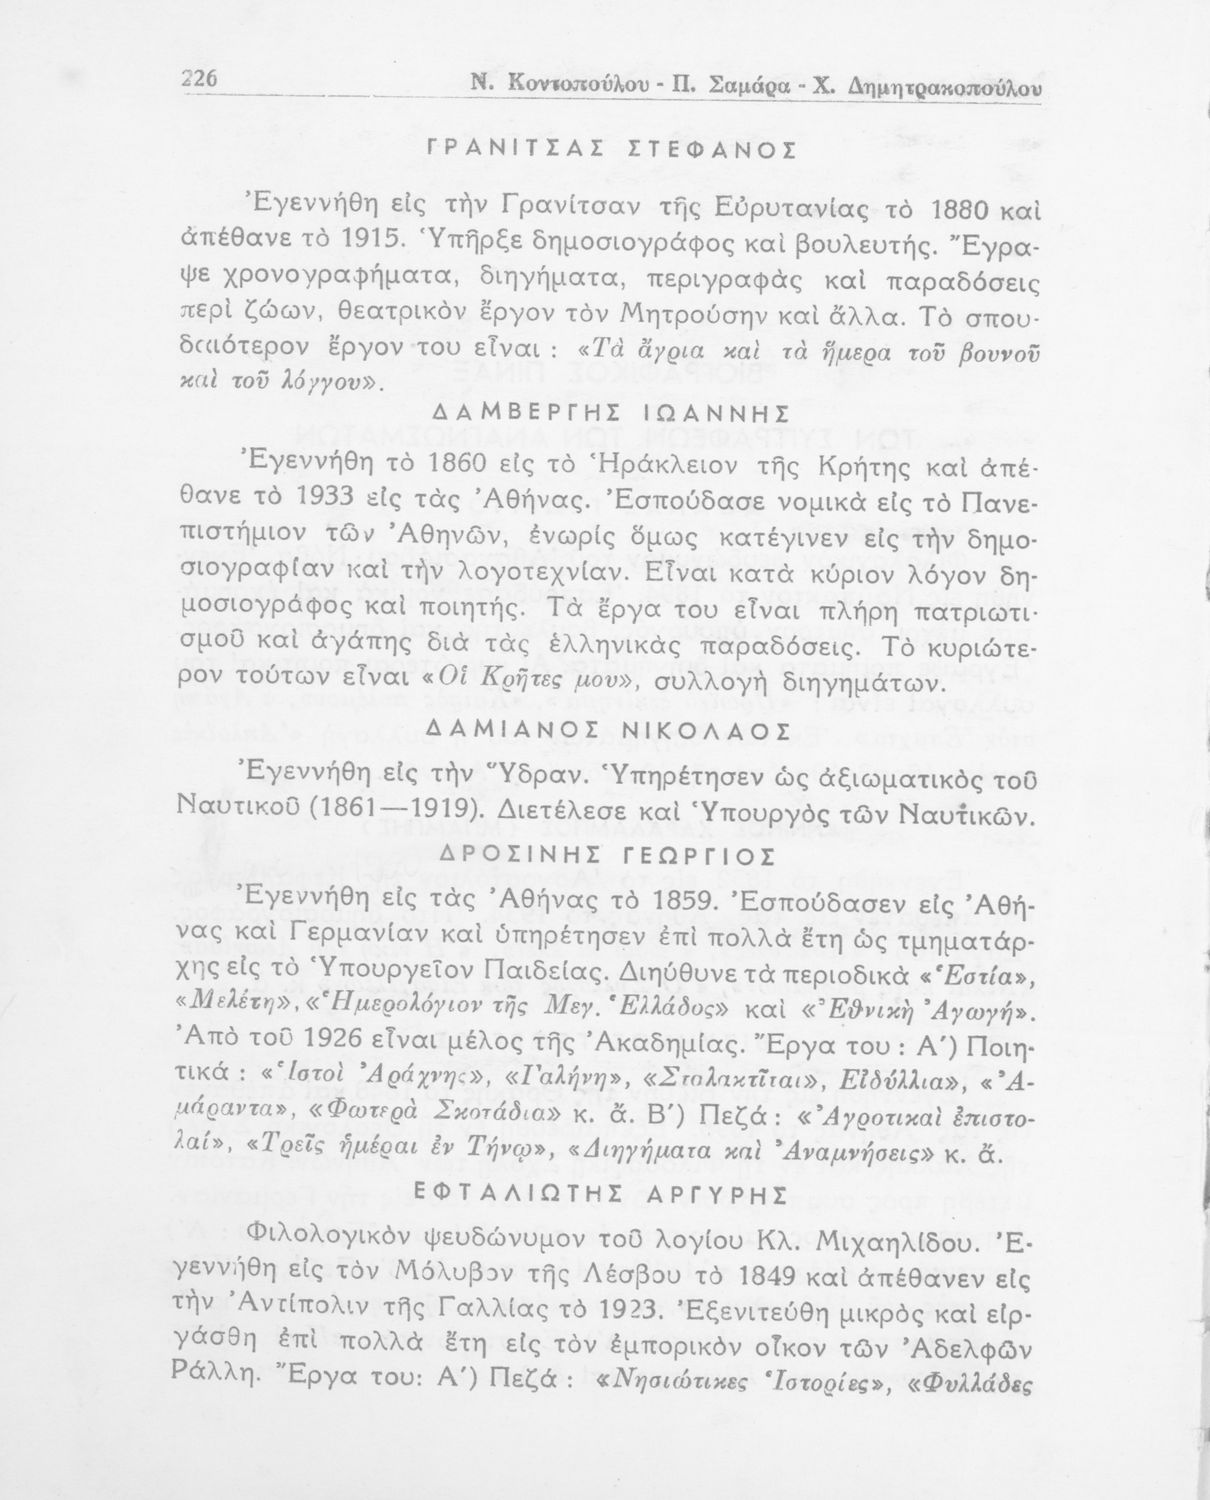 226
Ν. Κοντοπούλου - Π. Σαμάρα - Χ. Δημητρακοπούλου
ΓΡΑΝΙΤΣΑΣ ΣΤΕΦΑΝΟΣ
Ἐγεννήθη εἰς τὴν Γρανίτσαν τῆς Εὐρυτανίας τὸ 1880 καὶ
ἀπέθανε τὸ 1915. Ὑπῆρξε δημοσιογράφος καὶ βουλευτής. Ἔγρα-
ψε χρονογραφήματα, διηγήματα, περιγραφὰς καὶ παραδόσεις
περὶ ζώων, θεατρικὸν ἔργον τὸν Μητρούσην καὶ ἄλλα. Τὸ σπου-
δαιότερον ἔργον του εἶναι : «Τὰ ἄγρια καὶ τὰ ἥμερα τοῦ βουνοῦ
καὶ τοῦ λόγγου».
ΔΑΜΒΕΡΓΗΣ ΙΩΑΝΝΗΣ
Ἐγεννήθη τὸ 1860 εἰς τὸ Ἡράκλειον τῆς Κρήτης καὶ ἀπέ-
θανε τὸ 1933 εἰς τὰς Ἀθήνας. Ἐσπούδασε νομικὰ εἰς τὸ Πανε-
πιστήμιον τῶν Ἀθηνῶν, ἐνωρίς ὅμως κατέγινεν εἰς τὴν δημο-
σιογραφίαν καὶ τὴν λογοτεχνίαν. Εἶναι κατὰ κύριον λόγον δη-
μοσιογράφος καὶ ποιητής. Τὰ ἔργα του εἶναι πλήρη πατριωτι-
σμοῦ καὶ ἀγάπης διὰ τὰς ἑλληνικὰς παραδόσεις. Τὸ κυριώτε-
ρον τούτων εἶναι «Οἱ Κρῆτες μου», συλλογὴ διηγημάτων.
ΔΑΜΙΑΝΟΣ ΝΙΚΟΛΑΟΣ
Ἐγεννήθη εἰς τὴν Ὕδραν. Ὑπηρέτησεν ὡς ἀξιωματικὸς τοῦ
Ναυτικοῦ (1861—1919). Διετέλεσε καὶ Ὑπουργὸς τῶν Ναυτικῶν.
ΔΡΟΣΙΝΗΣ ΓΕΩΡΓΙΟΣ
Ἐγεννήθη εἰς τὰς Ἀθήνας τὸ 1859. Ἐσπούδασεν εἰς Ἀθή-
νας καὶ Γερμανίαν καὶ ὑπηρέτησεν ἐπὶ πολλὰ ἔτη ὡς τμηματάρ-
χης εἰς τὸ Ὑπουργεῖον Παιδείας. Διηύθυνε τὰ περιοδικὰ «Ἑστία»,
«Μελέτη», «Ἡμερολόγιον τῆς Μεγ. Ἑλλάδος» καὶ «Ἐθνικὴ Ἀγωγή».
Ἀπὸ τοῦ 1926 εἶναι μέλος τῆς Ἀκαδημίας. Ἔργα του : Α′) Ποιη-
τικά : «Ἱστοὶ Ἀράχνης», «Γαλήνη», «Σταλακτῖται», Εἰδύλλια», «Ἀ-
μάραντα», «Φωτερὰ Σκοτάδια» κ. ἄ. Β′) Πεζά : «Ἀγροτικαὶ ἐπιστο-
λαί», «Τρεῖς ἡμέραι ἐν Τήνῳ», «Διηγήματα καὶ Ἀναμνήσεις» κ. ἄ.
ΕΦΤΑΛΙΩΤΗΣ ΑΡΓΥΡΗΣ
Φιλολογικὸν ψευδώνυμον τοῦ λογίου Κλ. Μιχαηλίδου. Ἐ-
γεννήθη εἰς τὸν Μόλυβον τῆς Λέσβου τὸ 1849 καὶ ἀπέθανεν εἰς
τὴν Ἀντίπολιν τῆς Γαλλίας τὸ 1923. Ἐξενιτεύθη μικρὸς καὶ εἰρ-
γάσθη ἐπὶ πολλὰ ἔτη εἰς τὸν ἐμπορικὸν οἶκον τῶν Ἀδελφῶν
Ράλλη. Ἔργα του: Α′) Πεζά : «Νησιώτικες Ἱστορίες», «Φυλλάδες